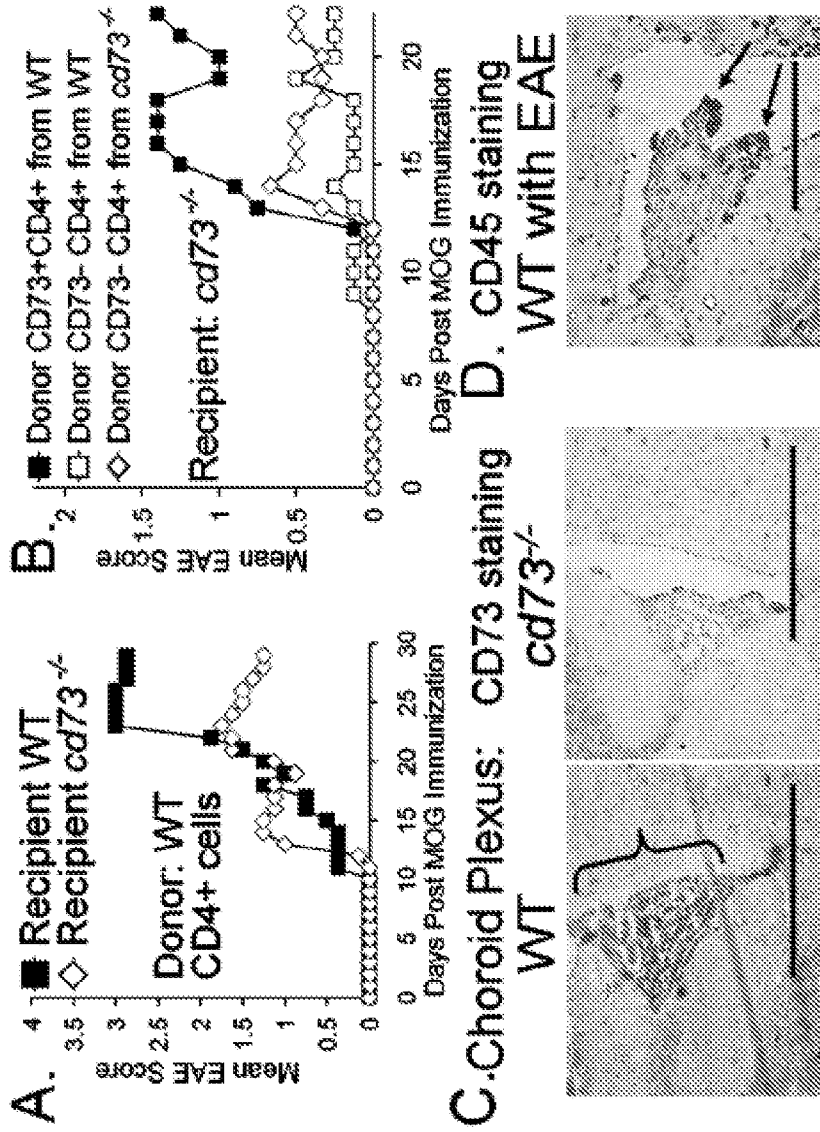 A.
■ Recipient WT
◇ Recipient cd73-/-
Donor: WT
CD4+ cells
Mean EAE Score
4
3.5
3
2.5
2
1.5
1
0.5
0
0 5 10 15 20 25 30
Days Post MOG Immunization
B.
■ Donor CD73+CD4+ from WT
□ Donor CD73- CD4+ from WT
◇ Donor CD73- CD4+ from cd73-/-
Recipient: cd73-/-
Mean EAE Score
2
1.5
1
0.5
0
0 5 10 15 20
Days Post MOG Immunization
C. Choroid Plexus: CD73 staining
WT cd73-/-
D. CD45 staining
WT with EAE